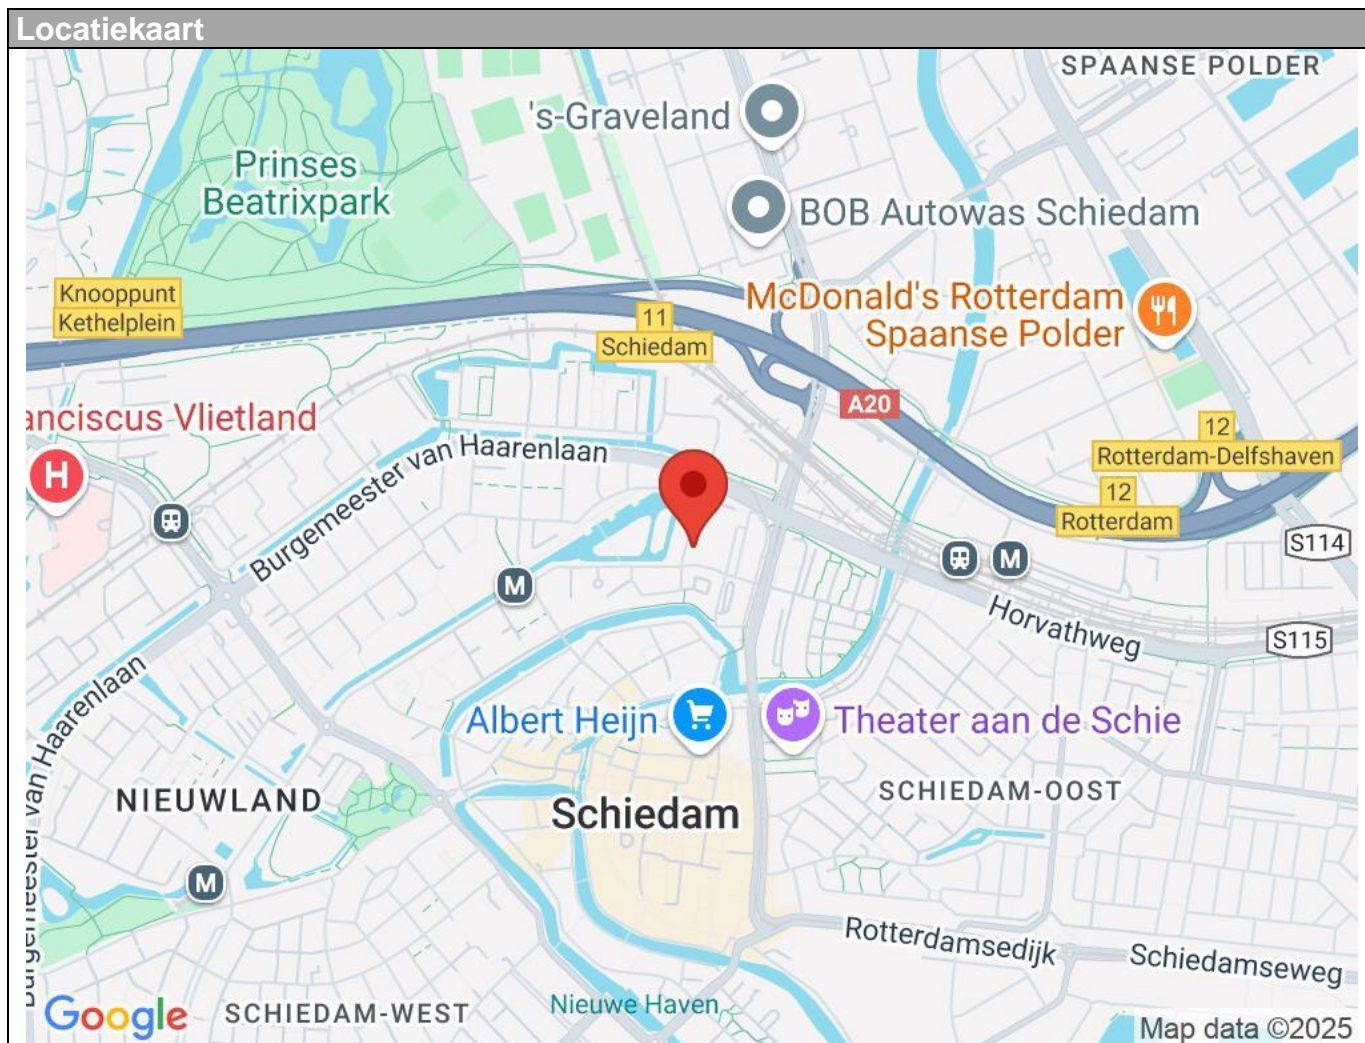 Locatiekaart
SPAANSE POLDER
's-Graveland
Prinses
Beatrixpark
BOB Autowas Schiedam
Knooppunt
Kethelplein
McDonald's Rotterdam
Spaanse Polder
11
Schiedam
A20
anciscus Vlietland
H
12
Rotterdam-Delfshaven
12
Rotterdam
Burgemeester van Haarenlaan
S114
M
M
Horvathweg
S115
Burgemeester van Haarenlaan
Albert Heijn
Theater aan de Schie
NIEUWLAND
SCHIEDAM-OOST
Schiedam
M
Rotterdamsedijk
Schiedamseweg
Google
SCHIEDAM-WEST
Nieuwe Haven
Map data ©2025